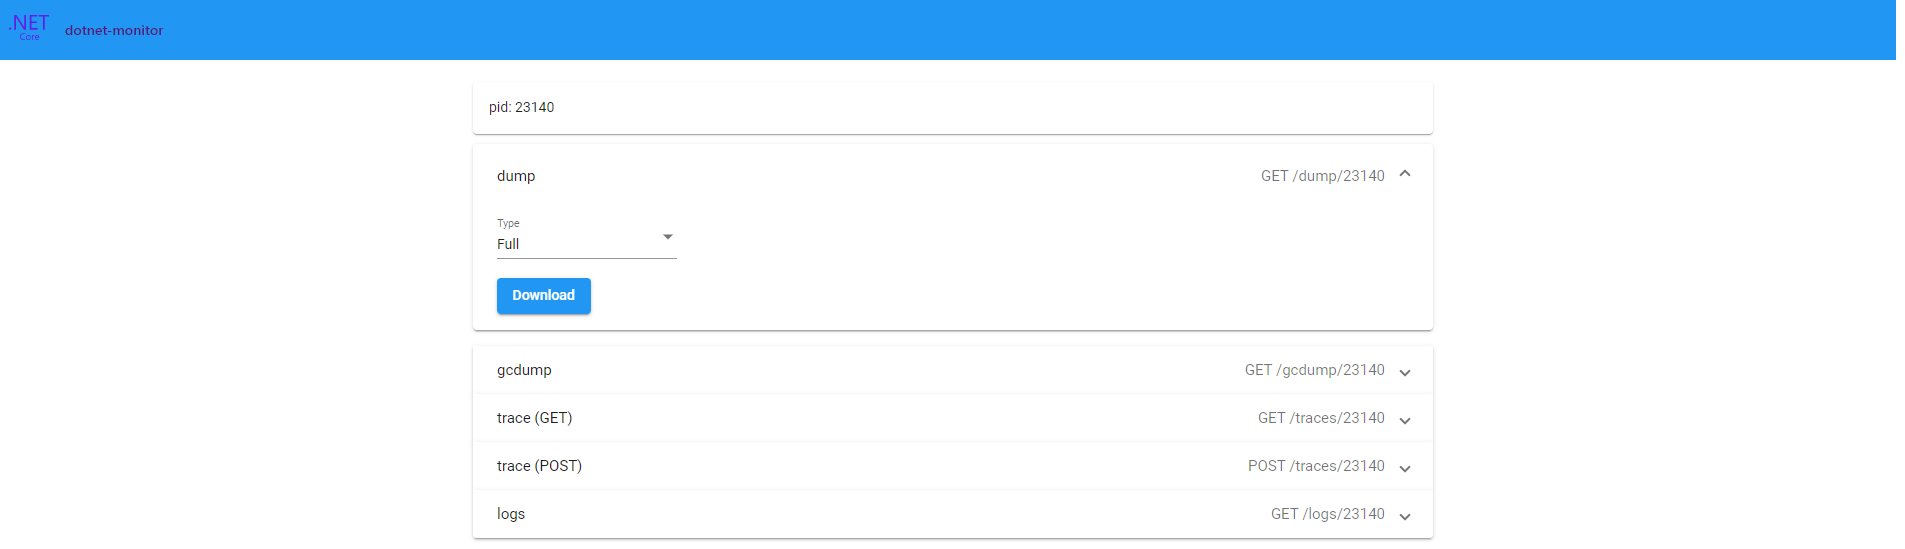 .NET
Core
dotnet-monitor
pid: 23140
dump GET /dump/23140
Type
Full
Download
gcdump GET /gcdump/23140
trace (GET) GET /traces/23140
trace (POST) POST /traces/23140
logs GET /logs/23140